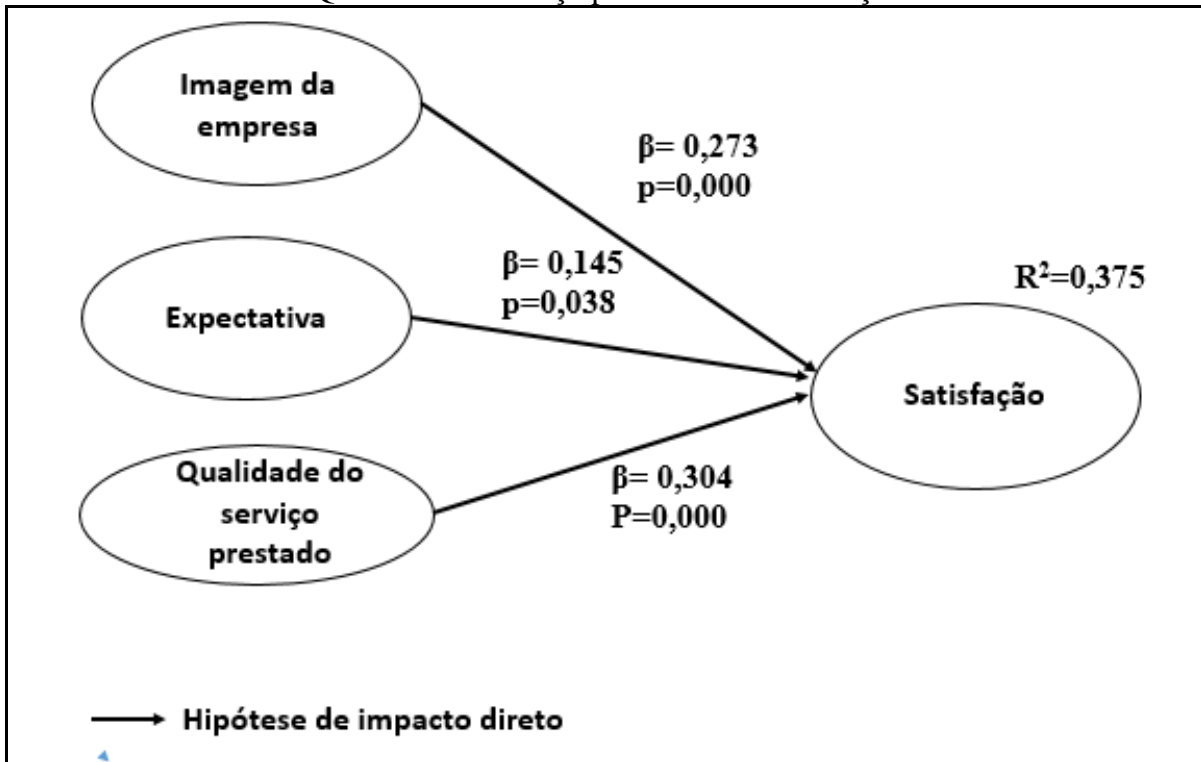 Imagem da
empresa
β= 0,273
p=0,000
β= 0,145
p=0,038
Expectativa
R²=0,375
Satisfação
Qualidade do
serviço
prestado
β= 0,304
P=0,000
Hipótese de impacto direto